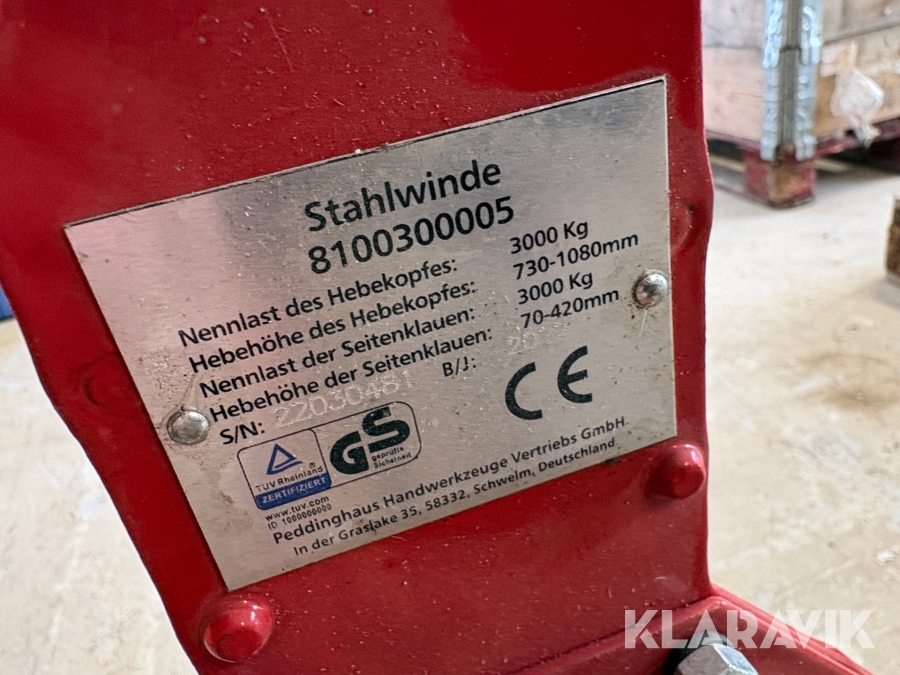 Stahlwinde
8100300005
Nennlast des Hebekopfes: 3000 Kg
Hebehöhe des Hebekopfes: 730-1080mm
Nennlast der Seitenklauen: 3000 Kg
Hebehöhe der Seitenklauen: 70-420mm
S/N: 22030481 B/J:
TÜVRheinland
ZERTIFIZIERT
GS
geprüfte
Sicherheit
CE
www.tuv.com
ID 1000000000
Peddinghaus Handwerkzeuge Vertriebs GmbH
In der Graslake 35, 58332, Schwelm, Deutschland
KLARAVIK